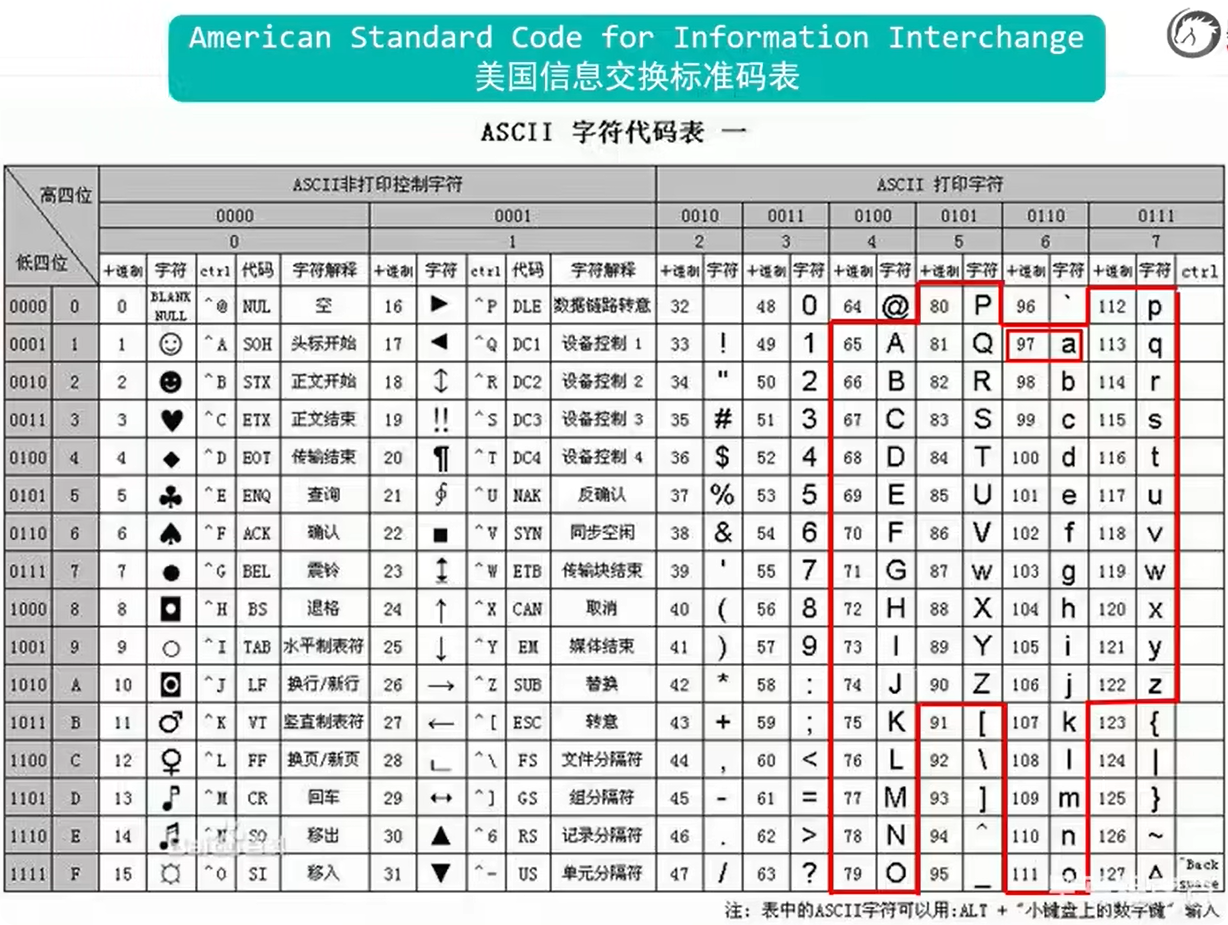 American Standard Code for Information Interchange
美国信息交换标准码表
ASCII 字符代码表 一
高四位 ASCII非打印控制字符 ASCII 打印字符
0000 0001 0010 0011 0100 0101 0110 0111
低四位 0 1 2 3 4 5 6 7
十进制 字符 ctrl 代码 字符解释 十进制 字符 ctrl 代码 字符解释 十进制 字符 十进制 字符 十进制 字符 十进制 字符 十进制 字符 十进制 字符 ctrl
0000 0 0 BLANK NULL ^@ NUL 空 16 ► ^P DLE 数据链路转意 32 48 0 64 @ 80 P 96 ` 112 p
0001 1 1 ☺ ^A SOH 头标开始 17 ◄ ^Q DC1 设备控制 1 33 ! 49 1 65 A 81 Q 97 a 113 q
0010 2 2 ☻ ^B STX 正文开始 18 ↕ ^R DC2 设备控制 2 34 " 50 2 66 B 82 R 98 b 114 r
0011 3 3 ♥ ^C ETX 正文结束 19 !! ^S DC3 设备控制 3 35 # 51 3 67 C 83 S 99 c 115 s
0100 4 4 ♦ ^D EOT 传输结束 20 ¶ ^T DC4 设备控制 4 36 $ 52 4 68 D 84 T 100 d 116 t
0101 5 5 ♣ ^E ENQ 查询 21 ∮ ^U NAK 反确认 37 % 53 5 69 E 85 U 101 e 117 u
0110 6 6 ♠ ^F ACK 确认 22 ■ ^V SYN 同步空闲 38 & 54 6 70 F 86 V 102 f 118 v
0111 7 7 ● ^G BEL 震铃 23 ↨ ^W ETB 传输块结束 39 ' 55 7 71 G 87 w 103 g 119 w
1000 8 8 ◘ ^H BS 退格 24 ↑ ^X CAN 取消 40 ( 56 8 72 H 88 X 104 h 120 x
1001 9 9 ○ ^I TAB 水平制表符 25 ↓ ^Y EM 媒体结束 41 ) 57 9 73 I 89 Y 105 i 121 y
1010 A 10 ◙ ^J LF 换行/新行 26 → ^Z SUB 替换 42 * 58 : 74 J 90 Z 106 j 122 z
1011 B 11 ♂ ^K VT 竖直制表符 27 ← ^[ ESC 转意 43 + 59 ; 75 K 91 [ 107 k 123 {
1100 C 12 ♀ ^L FF 换页/新页 28 ∟ ^\ FS 文件分隔符 44 , 60 < 76 L 92 \ 108 l 124 |
1101 D 13 ♪ ^M CR 回车 29 ↔ ^] GS 组分隔符 45 - 61 = 77 M 93 ] 109 m 125 }
1110 E 14 ♫ ^N SO 移出 30 ▲ ^6 RS 记录分隔符 46 . 62 > 78 N 94 ^ 110 n 126 ~
1111 F 15 ☼ ^O SI 移入 31 ▼ ^- US 单元分隔符 47 / 63 ? 79 O 95 _ 111 o 127 △ ^Back space
注：表中的ASCII字符可以用:ALT + "小键盘上的数字键" 输入